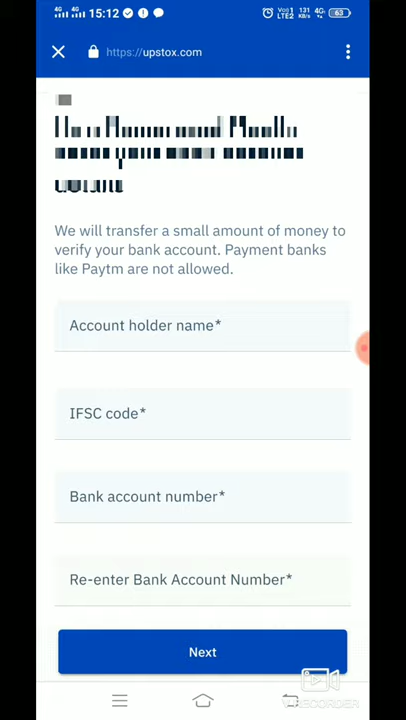 15:12
https://upstox.com
We will transfer a small amount of money to
verify your bank account. Payment banks
like Paytm are not allowed.
Account holder name*
IFSC code*
Bank account number*
Re-enter Bank Account Number*
Next
RECORDER